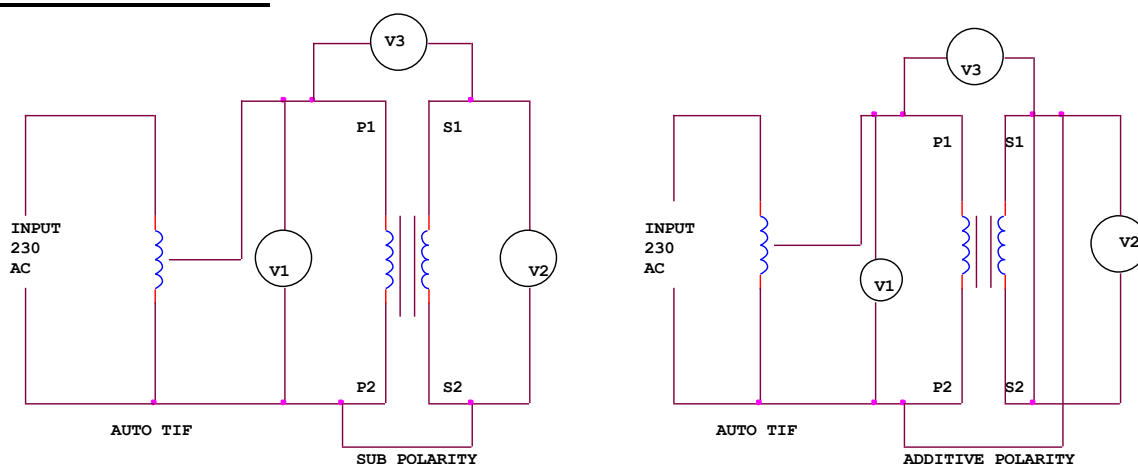 V3
P1 S1
INPUT
230
AC
V1
V2
P2 S2
AUTO TIF
SUB POLARITY
V3
P1 S1
INPUT
230
AC
V2
V1
P2 S2
AUTO TIF
ADDITIVE POLARITY